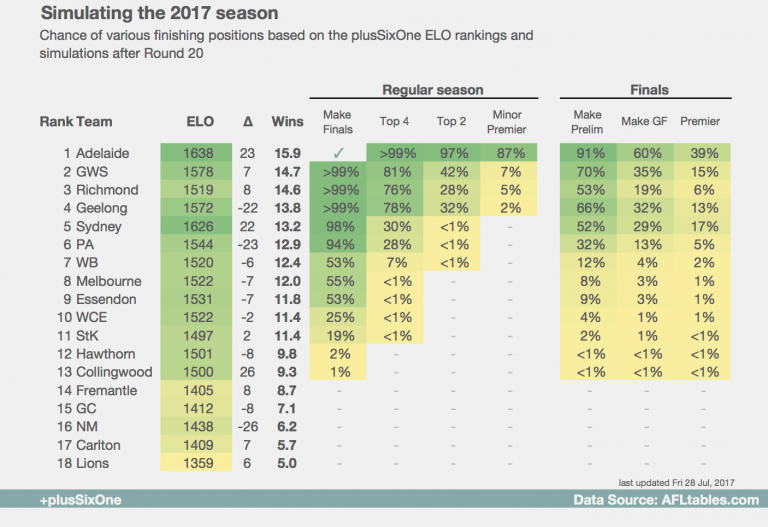 Simulating the 2017 season
Chance of various finishing positions based on the plusSixOne ELO rankings and
simulations after Round 20
Regular season Finals
Rank Team ELO Δ Wins Make Finals Top 4 Top 2 Minor Premier Make Prelim Make GF Premier
1 Adelaide 1638 23 15.9 ✓ >99% 97% 87% 91% 60% 39%
2 GWS 1578 7 14.7 >99% 81% 42% 7% 70% 35% 15%
3 Richmond 1519 8 14.6 >99% 76% 28% 5% 53% 19% 6%
4 Geelong 1572 -22 13.8 >99% 78% 32% 2% 66% 32% 13%
5 Sydney 1626 22 13.2 98% 30% <1% - 52% 29% 17%
6 PA 1544 -23 12.9 94% 28% <1% - 32% 13% 5%
7 WB 1520 -6 12.4 53% 7% <1% - 12% 4% 2%
8 Melbourne 1522 -7 12.0 55% <1% - - 8% 3% 1%
9 Essendon 1531 -7 11.8 53% <1% - - 9% 3% 1%
10 WCE 1522 -2 11.4 25% <1% - - 4% 1% 1%
11 StK 1497 2 11.4 19% <1% - - 2% 1% <1%
12 Hawthorn 1501 -8 9.8 2% - - - <1% <1% <1%
13 Collingwood 1500 26 9.3 1% - - - <1% <1% <1%
14 Fremantle 1405 8 8.7 - - - - - - -
15 GC 1412 -8 7.1 - - - - - - -
16 NM 1438 -26 6.2 - - - - - - -
17 Carlton 1409 7 5.7 - - - - - - -
18 Lions 1359 6 5.0 - - - - - - -
last updated Fri 28 Jul, 2017
+plusSixOne Data Source: AFLtables.com